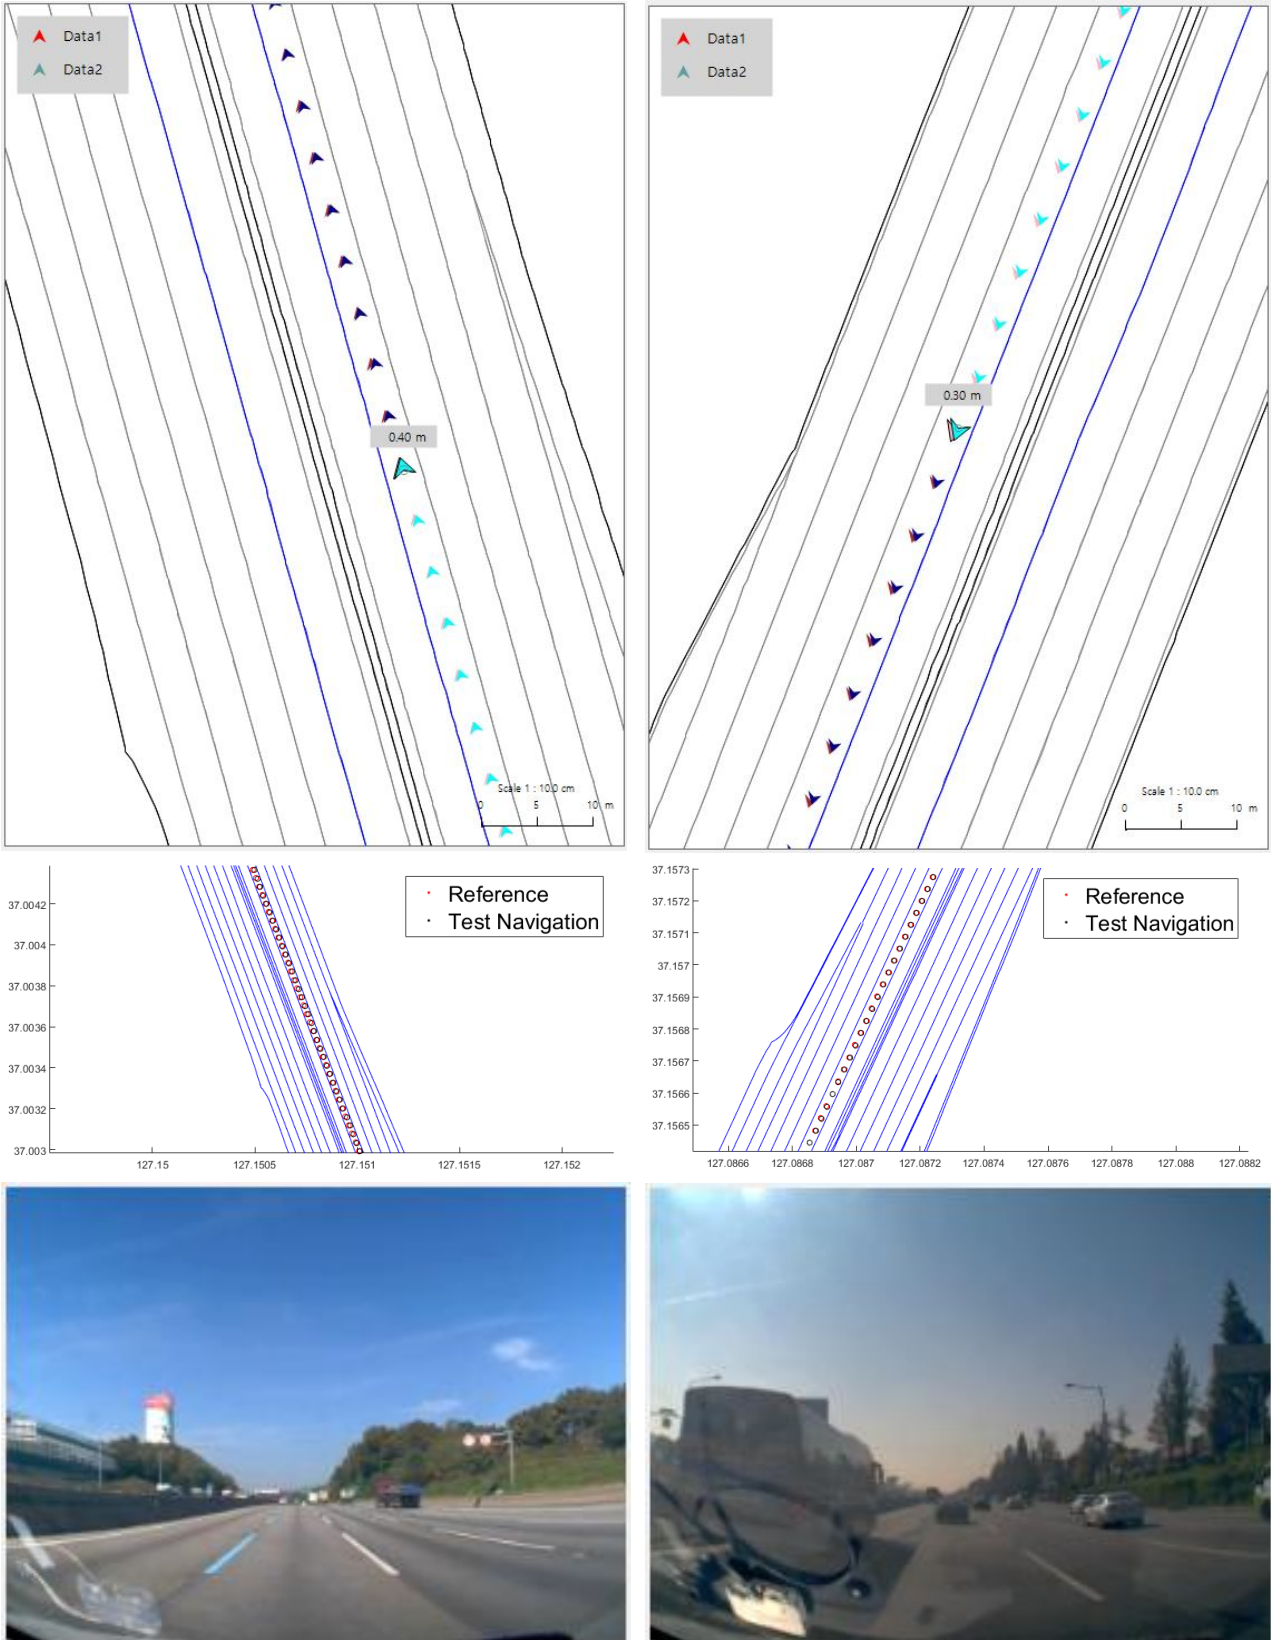 Data1
Data2
0.40 m
Scale 1 : 10.0 cm
0 5 10 m
Data1
Data2
0.30 m
Scale 1 : 10.0 cm
0 5 10 m
Reference
Test Navigation
37.0042
37.004
37.0038
37.0036
37.0034
37.0032
37.003
127.15 127.1505 127.151 127.1515 127.152
Reference
Test Navigation
37.1573
37.1572
37.1571
37.157
37.1569
37.1568
37.1567
37.1566
37.1565
127.0866 127.0868 127.087 127.0872 127.0874 127.0876 127.0878 127.088 127.0882